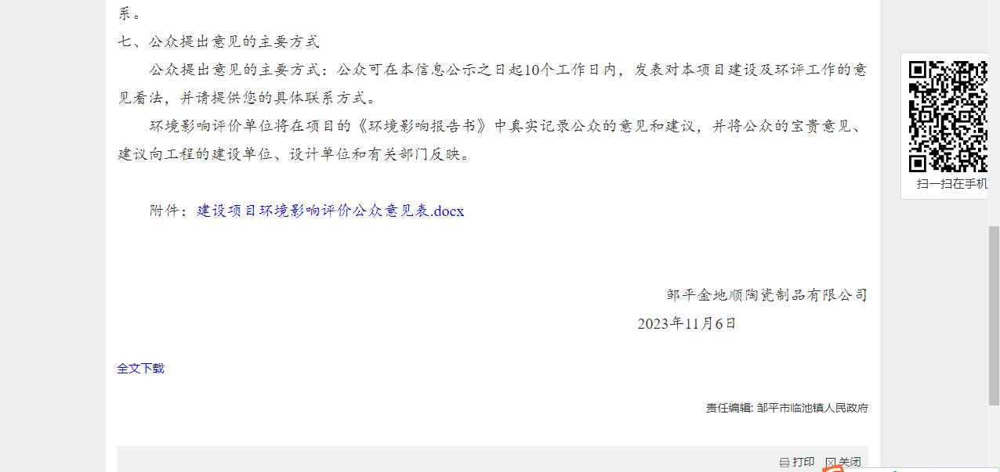 系。
七、公众提出意见的主要方式
公众提出意见的主要方式：公众可在本信息公示之日起10个工作日内，发表对本项目建设及环评工作的意
见看法，并请提供您的具体联系方式。
环境影响评价单位将在项目的《环境影响报告书》中真实记录公众的意见和建议，并将公众的宝贵意见、
建议向工程的建设单位、设计单位和有关部门反映。
扫一扫在手机
附件：建设项目环境影响评价公众意见表.docx
邹平金地顺陶瓷制品有限公司
2023年11月6日
全文下载
责任编辑: 邹平市临池镇人民政府
打印 关闭